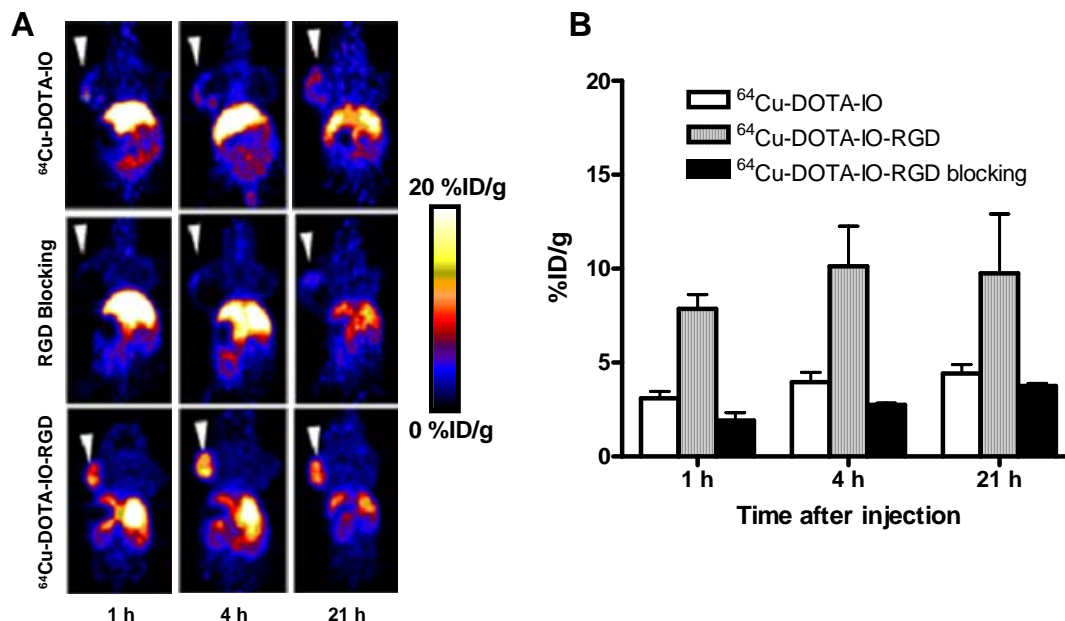 A
⁶⁴Cu-DOTA-IO
RGD Blocking
⁶⁴Cu-DOTA-IO-RGD
1 h 4 h 21 h
20 %ID/g
0 %ID/g
B
⁶⁴Cu-DOTA-IO
⁶⁴Cu-DOTA-IO-RGD
⁶⁴Cu-DOTA-IO-RGD blocking
%ID/g
20
15
10
5
0
1 h 4 h 21 h
Time after injection